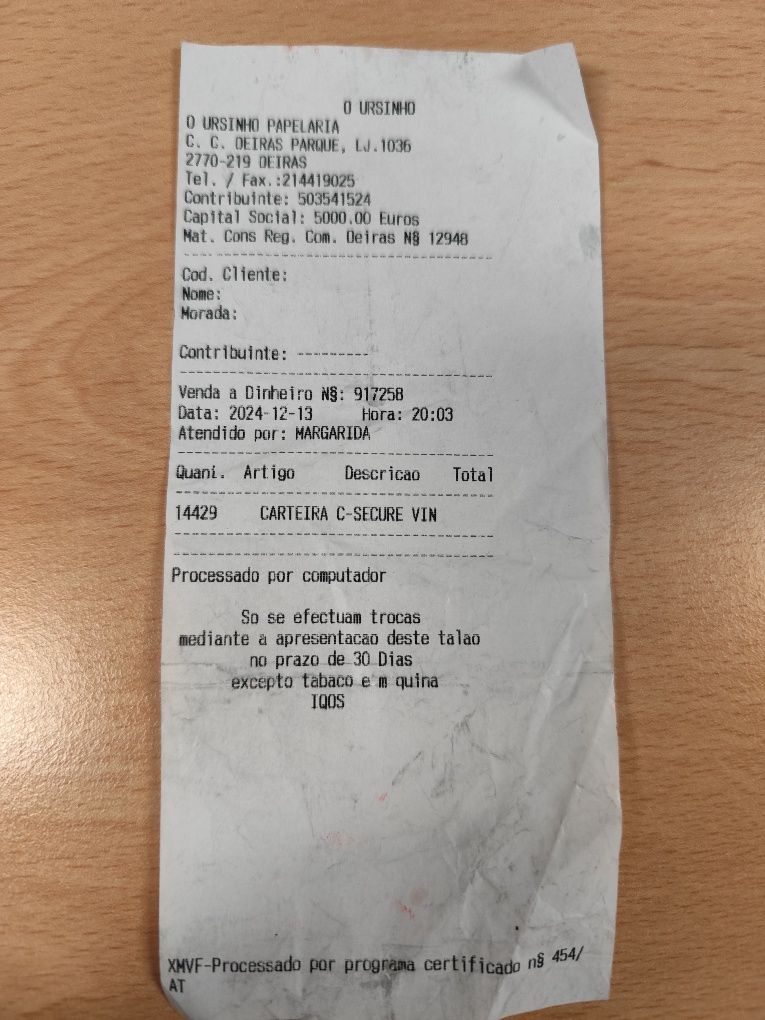 O URSINHO
O URSINHO PAPELARIA
C. C. OEIRAS PARQUE, LJ.1036
2770-219 OEIRAS
Tel. / Fax.:214419025
Contribuinte: 503541524
Capital Social: 5000.00 Euros
Mat. Cons Reg. Com. Oeiras N§ 12948
-------------------------------------
Cod. Cliente:
Nome:
Morada:
Contribuinte: ---------
-------------------------------------
Venda a Dinheiro N§: 917258
Data: 2024-12-13 Hora: 20:03
Atendido por: MARGARIDA
-------------------------------------
Quani. Artigo Descricao Total
-------------------------------------
14429 CARTEIRA C-SECURE VIN
-------------------------------------
-------------------------------------
Processado por computador
So se efectuam trocas
mediante a apresentacao deste talao
no prazo de 30 Dias
excepto tabaco e m quina
IQOS
XMVF-Processado por programa certificado n§ 454/
AT